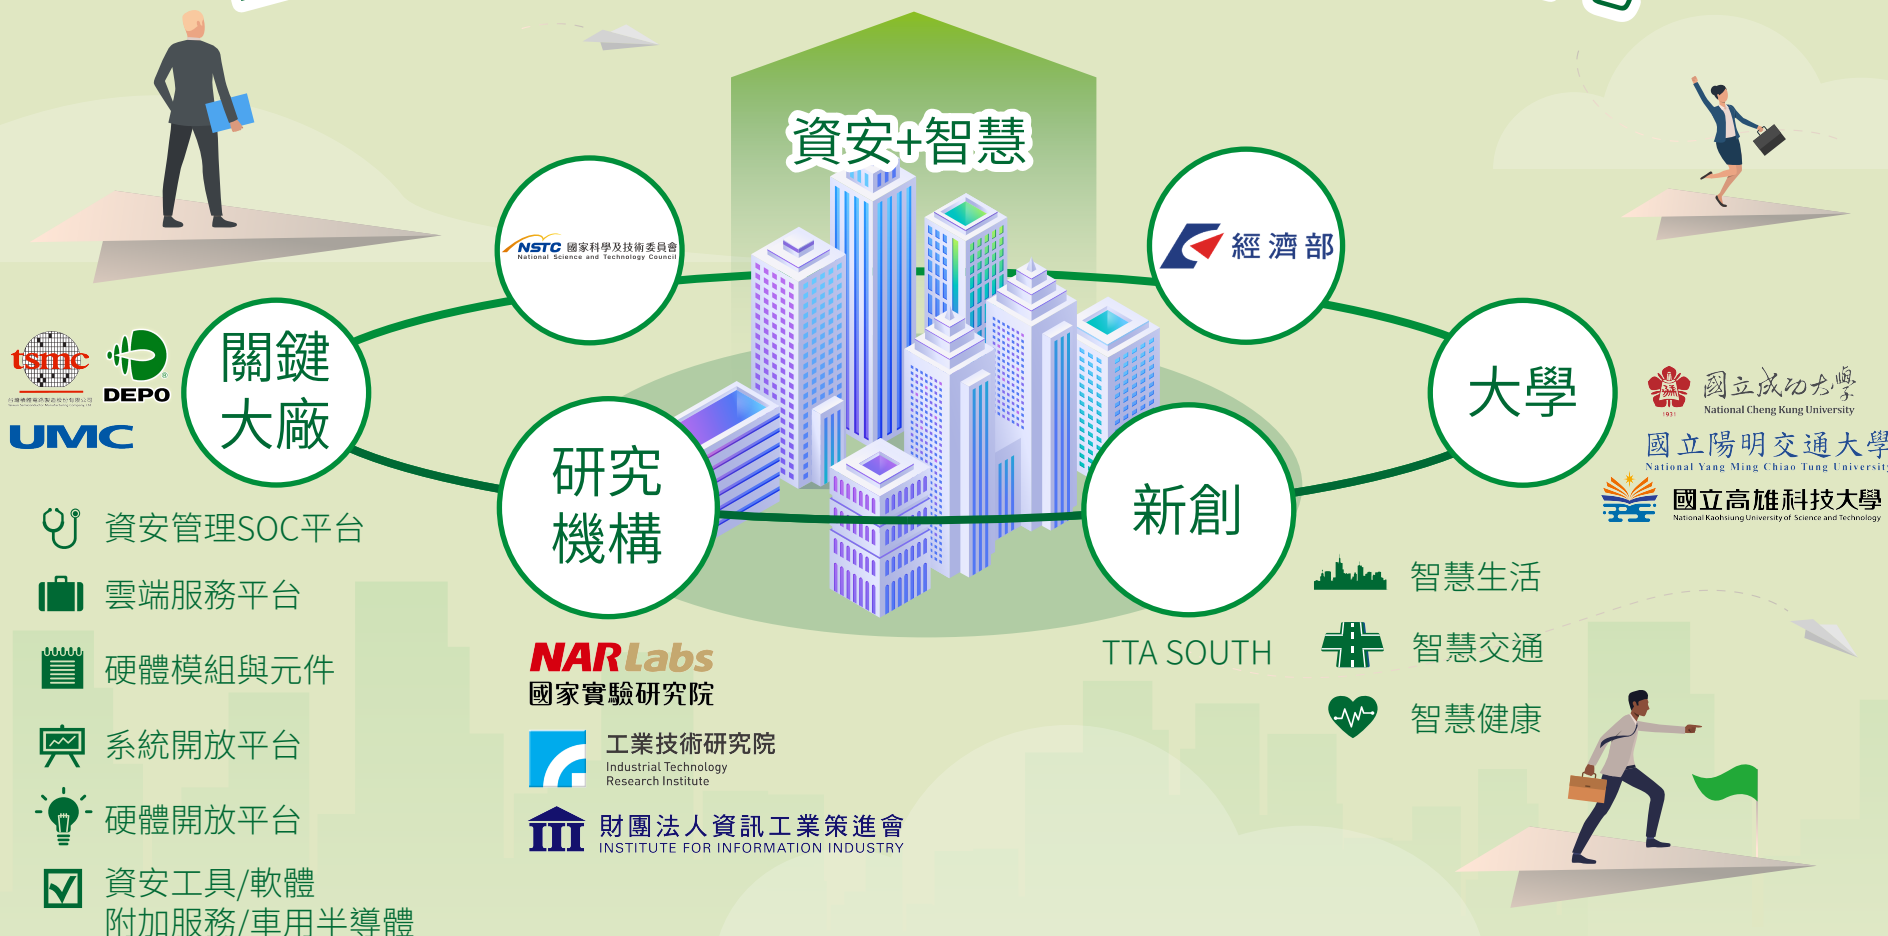 資安+智慧
NSTC 國家科學及技術委員會
National Science and Technology Council
經濟部
關鍵
大廠
tsmc
DEPO
UMC
大學
1931
國立成功大學
National Cheng Kung University
國立陽明交通大學
National Yang Ming Chiao Tung University
國立高雄科技大學
National Kaohsiung University of Science and Technology
研究
機構
新創
資安管理SOC平台
雲端服務平台
硬體模組與元件
系統開放平台
硬體開放平台
資安工具/軟體
附加服務/車用半導體
NARLabs
國家實驗研究院
工業技術研究院
Industrial Technology
Research Institute
財團法人資訊工業策進會
INSTITUTE FOR INFORMATION INDUSTRY
TTA SOUTH
智慧生活
智慧交通
智慧健康